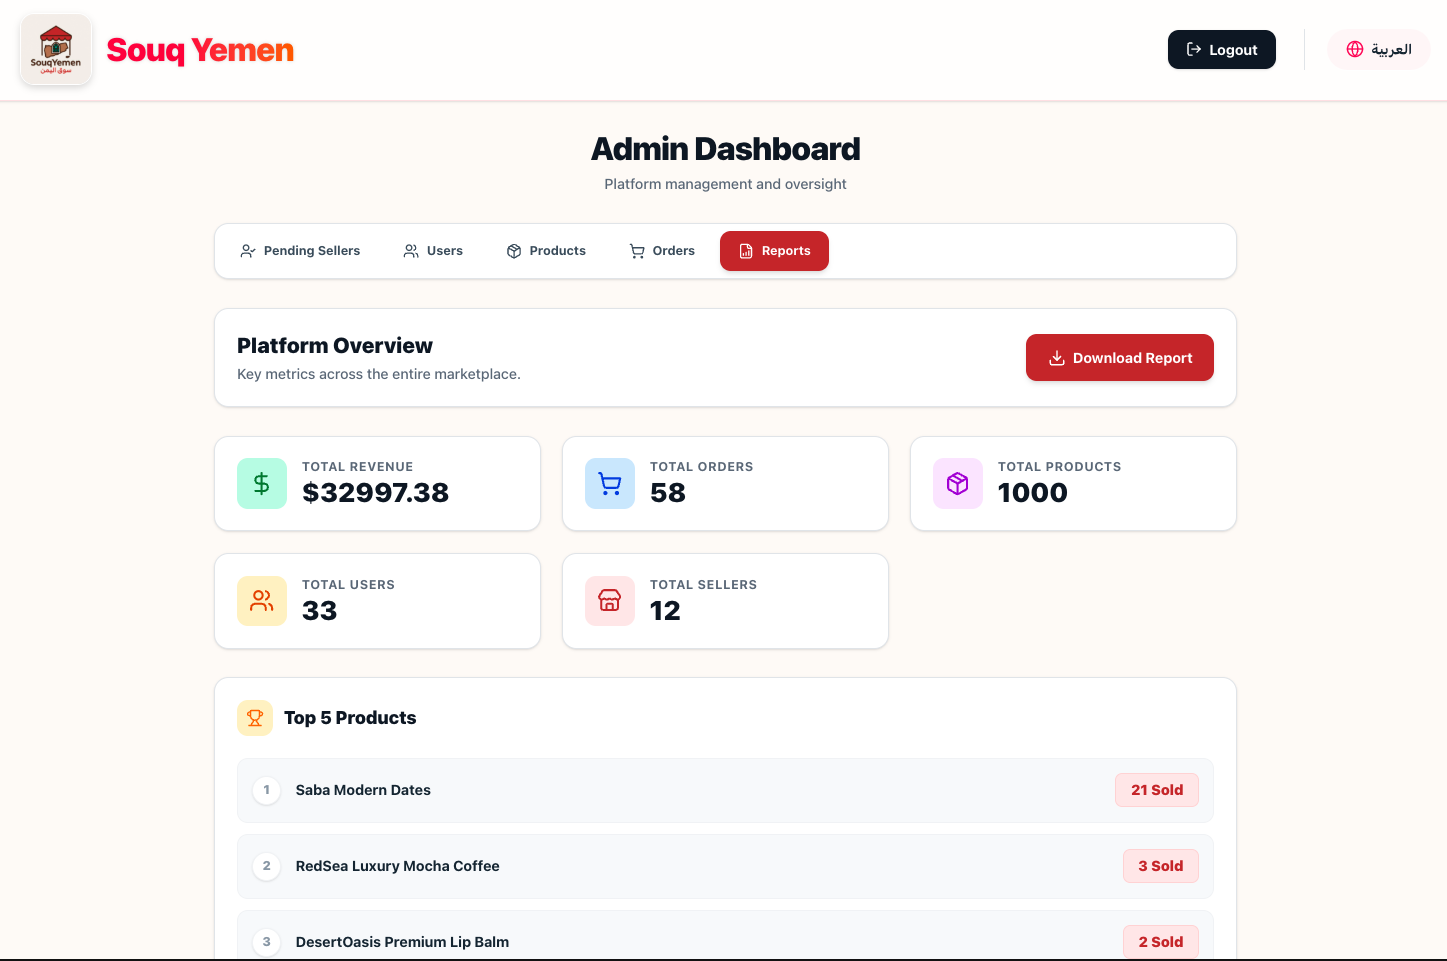 SouqYemen
سوق اليمن
Souq Yemen
Logout
العربية
Admin Dashboard
Platform management and oversight
Pending Sellers
Users
Products
Orders
Reports
Platform Overview
Key metrics across the entire marketplace.
Download Report
TOTAL REVENUE
$32997.38
TOTAL ORDERS
58
TOTAL PRODUCTS
1000
TOTAL USERS
33
TOTAL SELLERS
12
Top 5 Products
1 Saba Modern Dates 21 Sold
2 RedSea Luxury Mocha Coffee 3 Sold
3 DesertOasis Premium Lip Balm 2 Sold